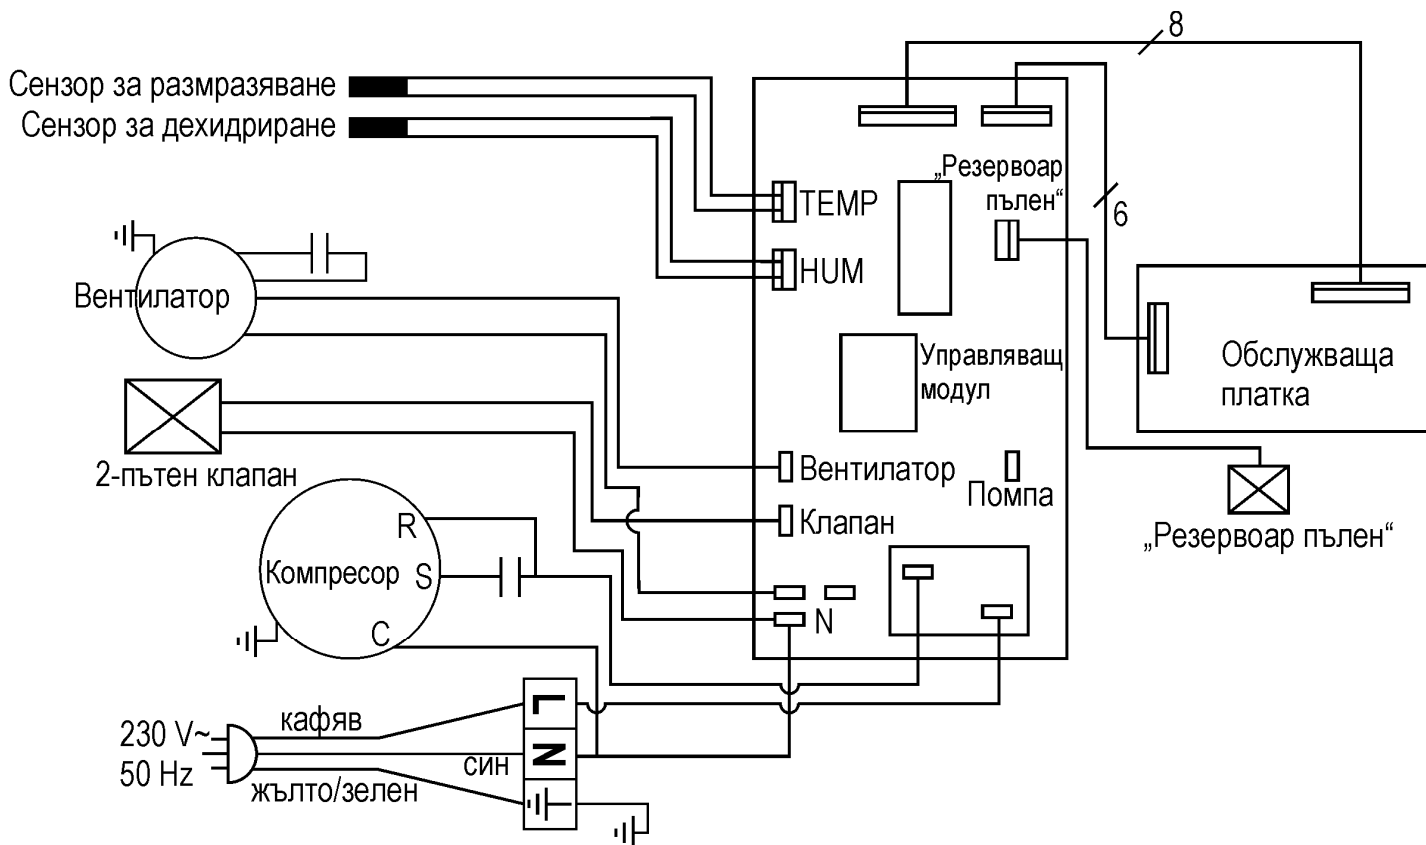 8
Сензор за размразяване
Сензор за дехидриране
„Резервоар
пълен“
TEMP
6
HUM
Вентилатор
Управляващ
модул
Обслужваща
платка
2-пътен клапан
Вентилатор
Помпа
Клапан
„Резервоар пълен“
R
Компресор
S
C
N
L
кафяв
230 V~
N
син
50 Hz
жълто/зелен